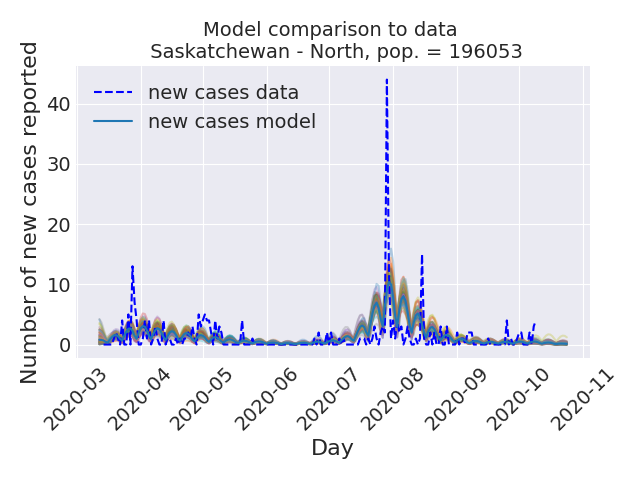 Model comparison to data
Saskatchewan - North, pop. = 196053
Number of new cases reported
new cases data
new cases model
40
30
20
10
0
2020-03
2020-04
2020-05
2020-06
2020-07
2020-08
2020-09
2020-10
2020-11
Day